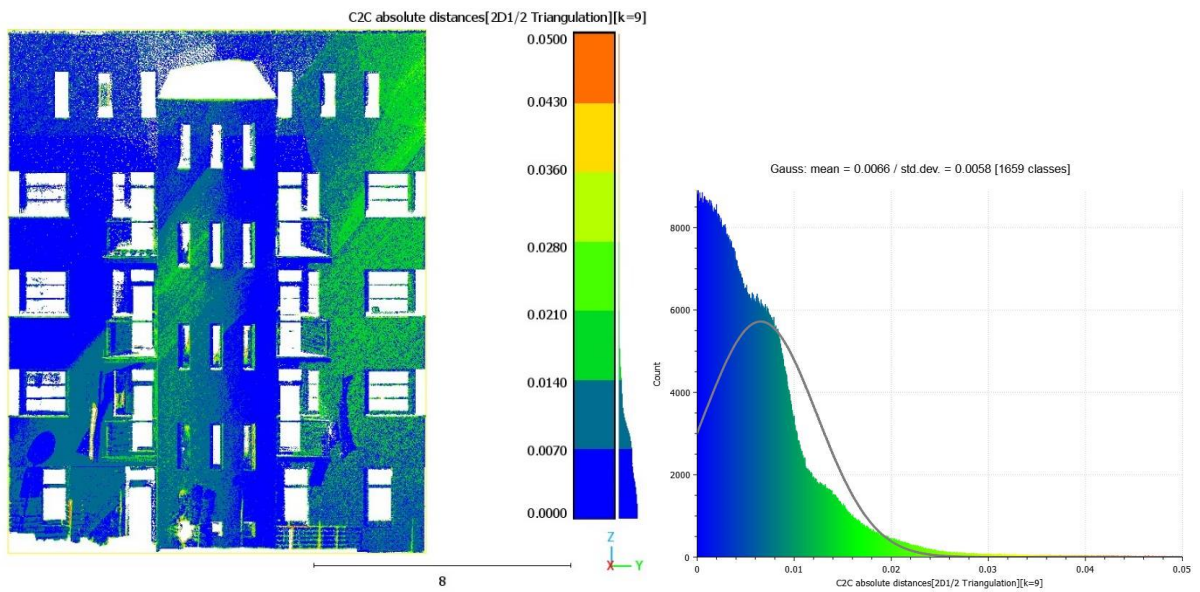 C2C absolute distances[2D1/2 Triangulation][k=9]
0.0500
0.0430
0.0360
0.0280
0.0210
0.0140
0.0070
0.0000
Z
X Y
8
Gauss: mean = 0.0066 / std.dev. = 0.0058 [1659 classes]
8000
6000
4000
2000
0
Count
0 0.01 0.02 0.03 0.04 0.05
C2C absolute distances[2D1/2 Triangulation][k=9]